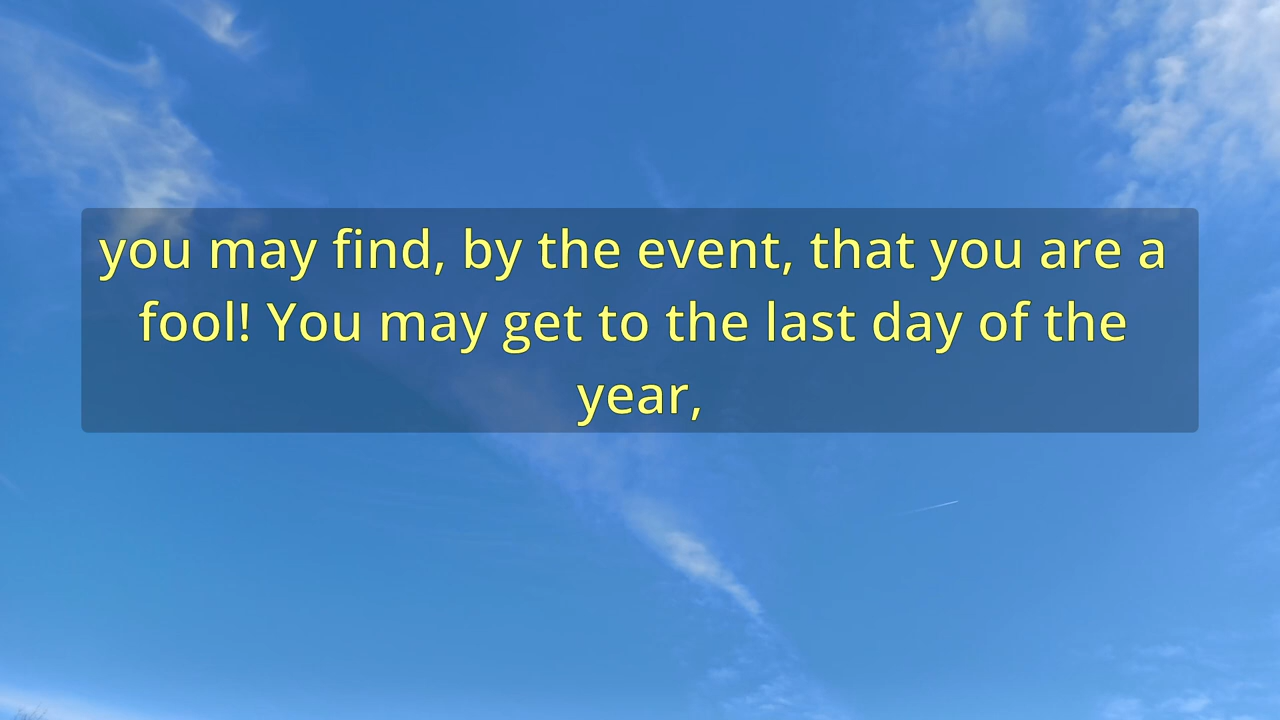 you may find, by the event, that you are a
fool! You may get to the last day of the
year,